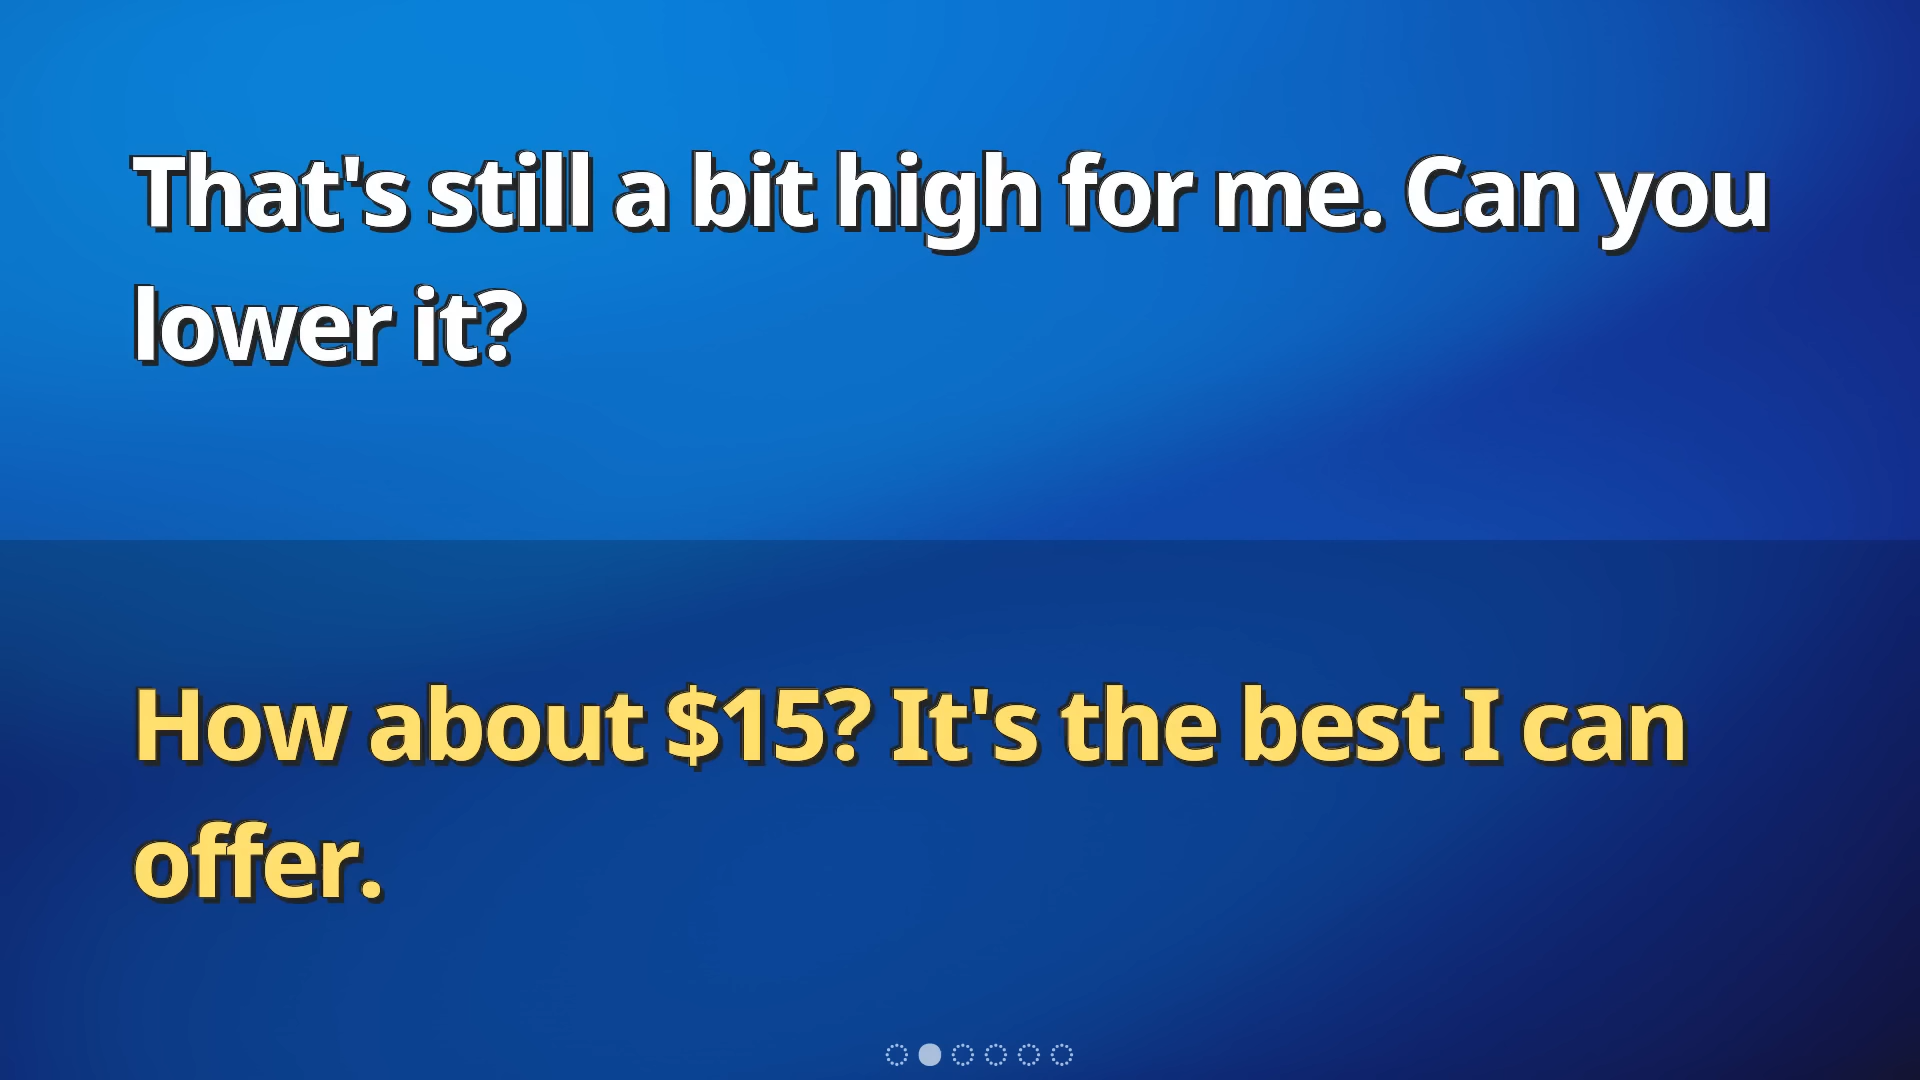 That's still a bit high for me. Can you
lower it?
How about $15? It's the best I can
offer.